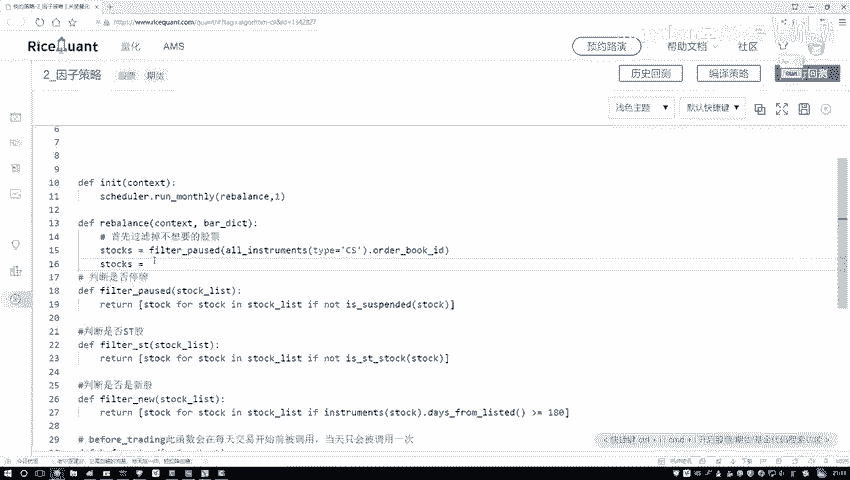 https://www.ricequant.com/quant/
RiceQuant 量化 AMS
帮助文档 社区
2_因子策略 股票 期货
历史回测 编译策略 回测
浅色主题 默认快捷键
6
7
8
9
10 def init(context):
11 scheduler.run_monthly(rebalance,1)
12
13 def rebalance(context, bar_dict):
14 # 首先过滤掉不想要的股票
15 stocks = filter_paused(all_instruments(type='CS').order_book_id)
16 stocks =
17 # 判断是否停牌
18 def filter_paused(stock_list):
19 return [stock for stock in stock_list if not is_suspended(stock)]
20
21 #判断是否ST股
22 def filter_st(stock_list):
23 return [stock for stock in stock_list if not is_st_stock(stock)]
24
25 #判断是否是新股
26 def filter_new(stock_list):
27 return [stock for stock in stock_list if instruments(stock).days_from_listed() >= 180]
28
29 # before_trading此函数会在每天交易开始前被调用，当天只会被调用一次